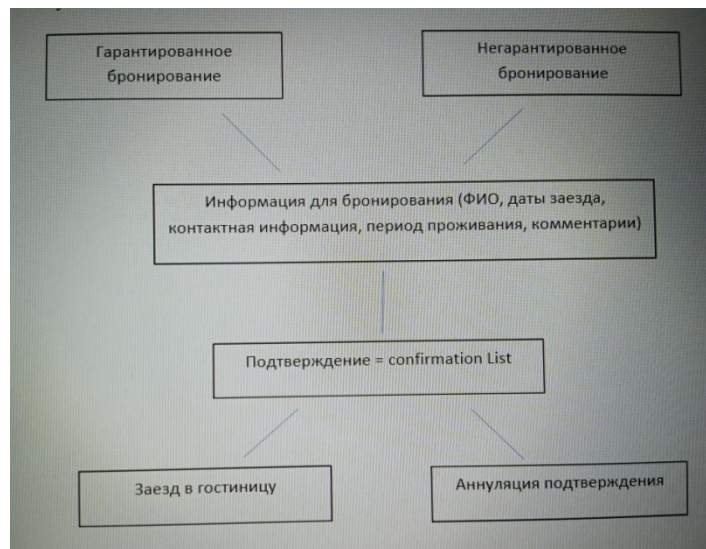 Гарантированное
бронирование
Негарантированное
бронирование
Информация для бронирования (ФИО, даты заезда,
контактная информация, период проживания, комментарии)
Подтверждение = confirmation List
Заезд в гостиницу
Аннуляция подтверждения